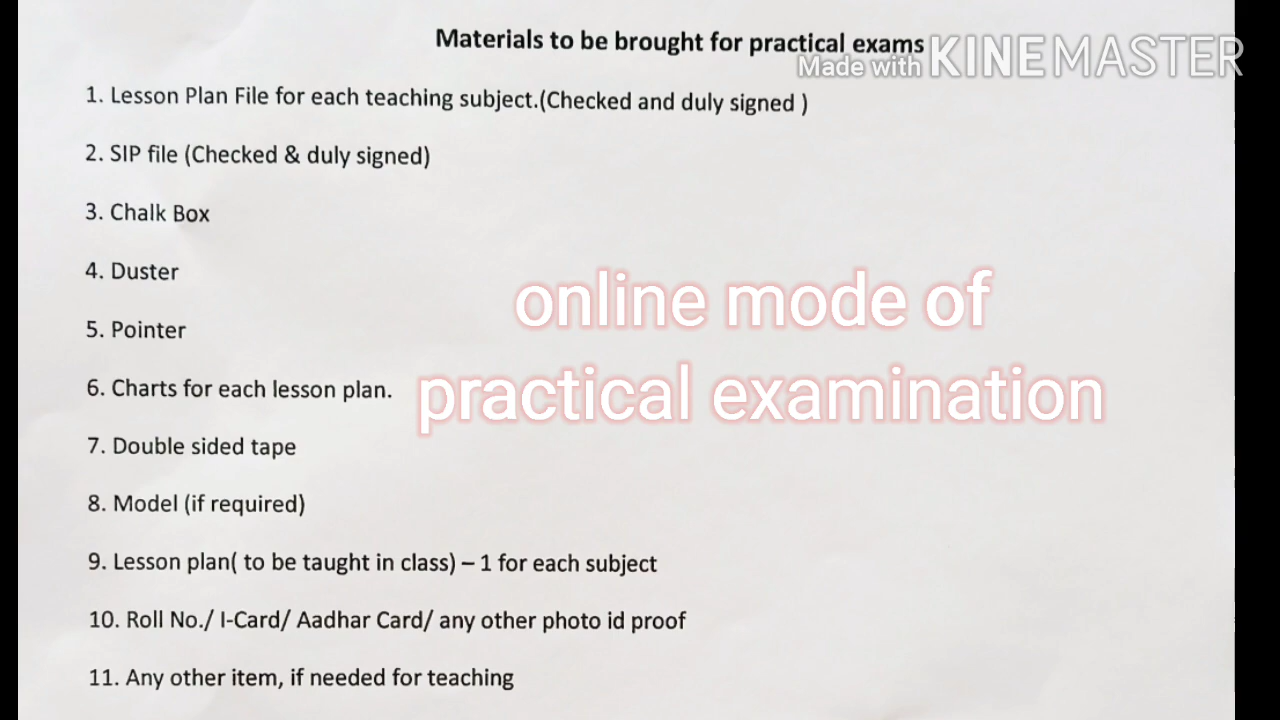 Materials to be brought for practical exams
Made with KINEMASTER
1. Lesson Plan File for each teaching subject.(Checked and duly signed )
2. SIP file (Checked & duly signed)
3. Chalk Box
4. Duster
online mode of
5. Pointer
6. Charts for each lesson plan.
practical examination
7. Double sided tape
8. Model (if required)
9. Lesson plan( to be taught in class) – 1 for each subject
10. Roll No./ I-Card/ Aadhar Card/ any other photo id proof
11. Any other item, if needed for teaching